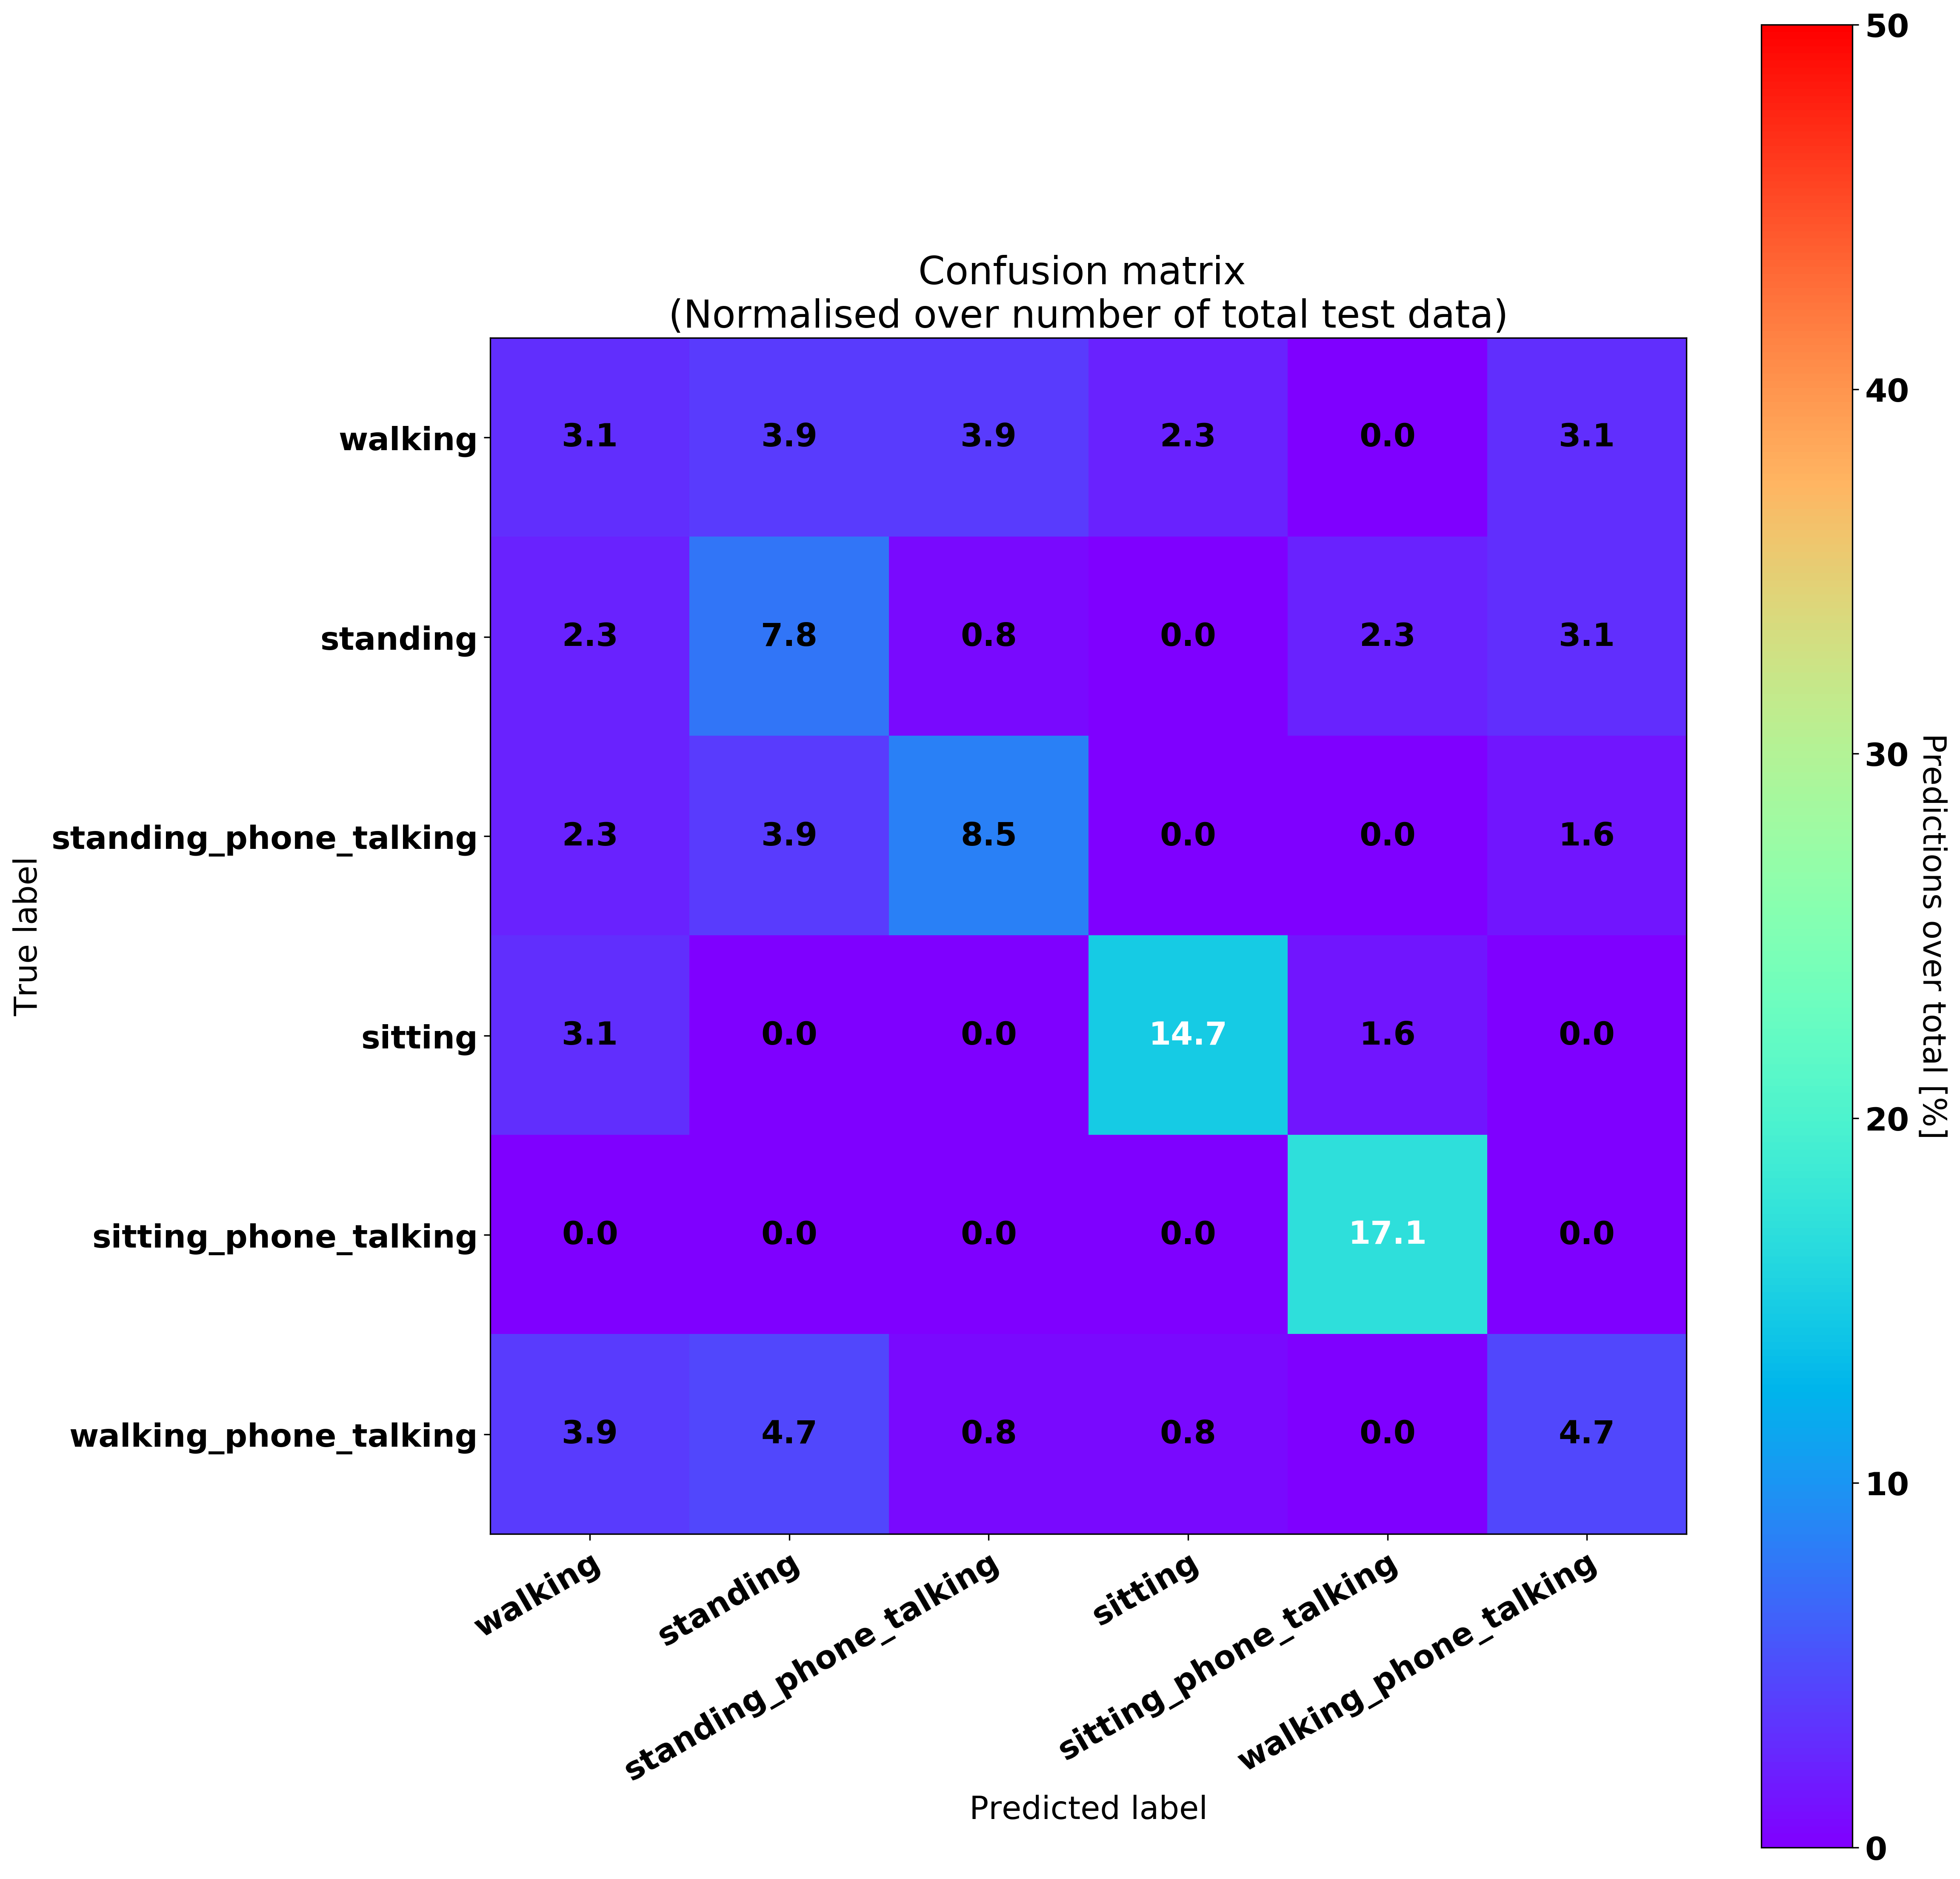 Confusion matrix
(Normalised over number of total test data)
True label
walking 3.1 3.9 3.9 2.3 0.0 3.1
standing 2.3 7.8 0.8 0.0 2.3 3.1
standing_phone_talking 2.3 3.9 8.5 0.0 0.0 1.6
sitting 3.1 0.0 0.0 14.7 1.6 0.0
sitting_phone_talking 0.0 0.0 0.0 0.0 17.1 0.0
walking_phone_talking 3.9 4.7 0.8 0.8 0.0 4.7
walking
standing
standing_phone_talking
sitting
sitting_phone_talking
walking_phone_talking
Predicted label
50
40
30
20
10
0
Predictions over total [%]